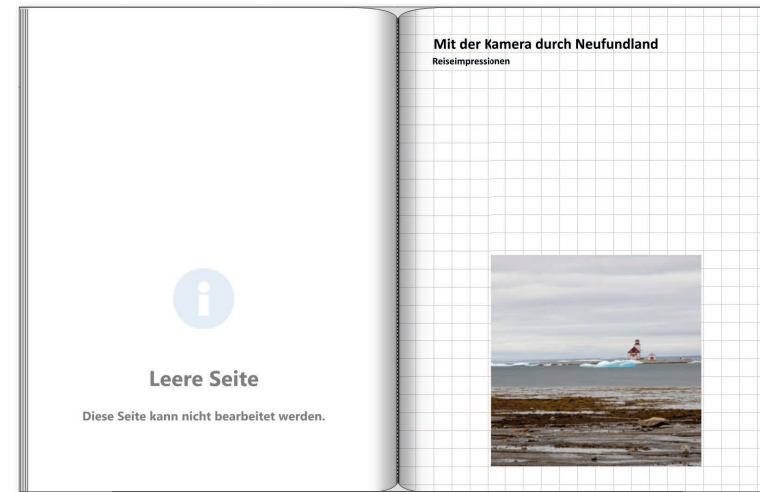 Leere Seite
Diese Seite kann nicht bearbeitet werden.
Mit der Kamera durch Neufundland
Reiseimpressionen